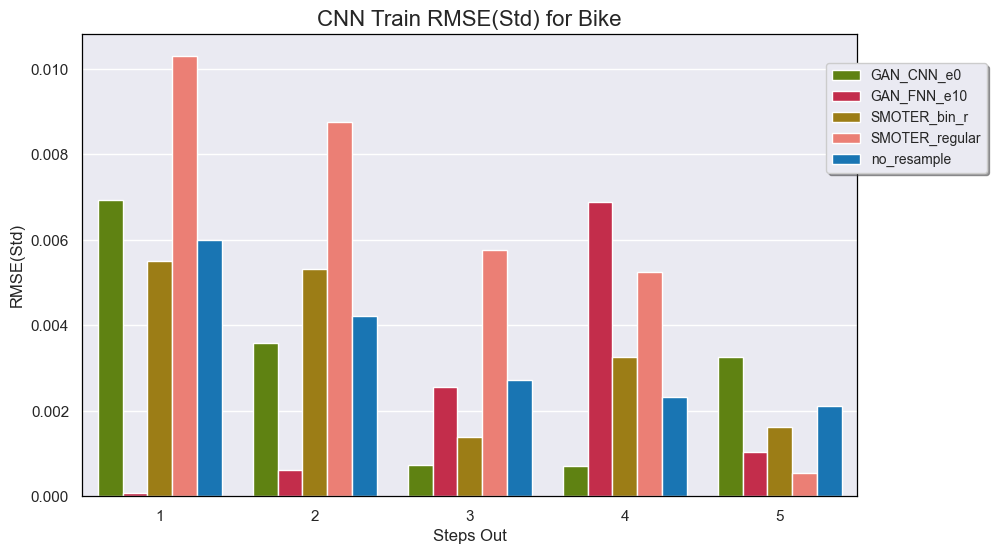 CNN Train RMSE(Std) for Bike
RMSE(Std)
0.010
0.008
0.006
0.004
0.002
0.000
1 2 3 4 5
Steps Out
GAN_CNN_e0
GAN_FNN_e10
SMOTER_bin_r
SMOTER_regular
no_resample